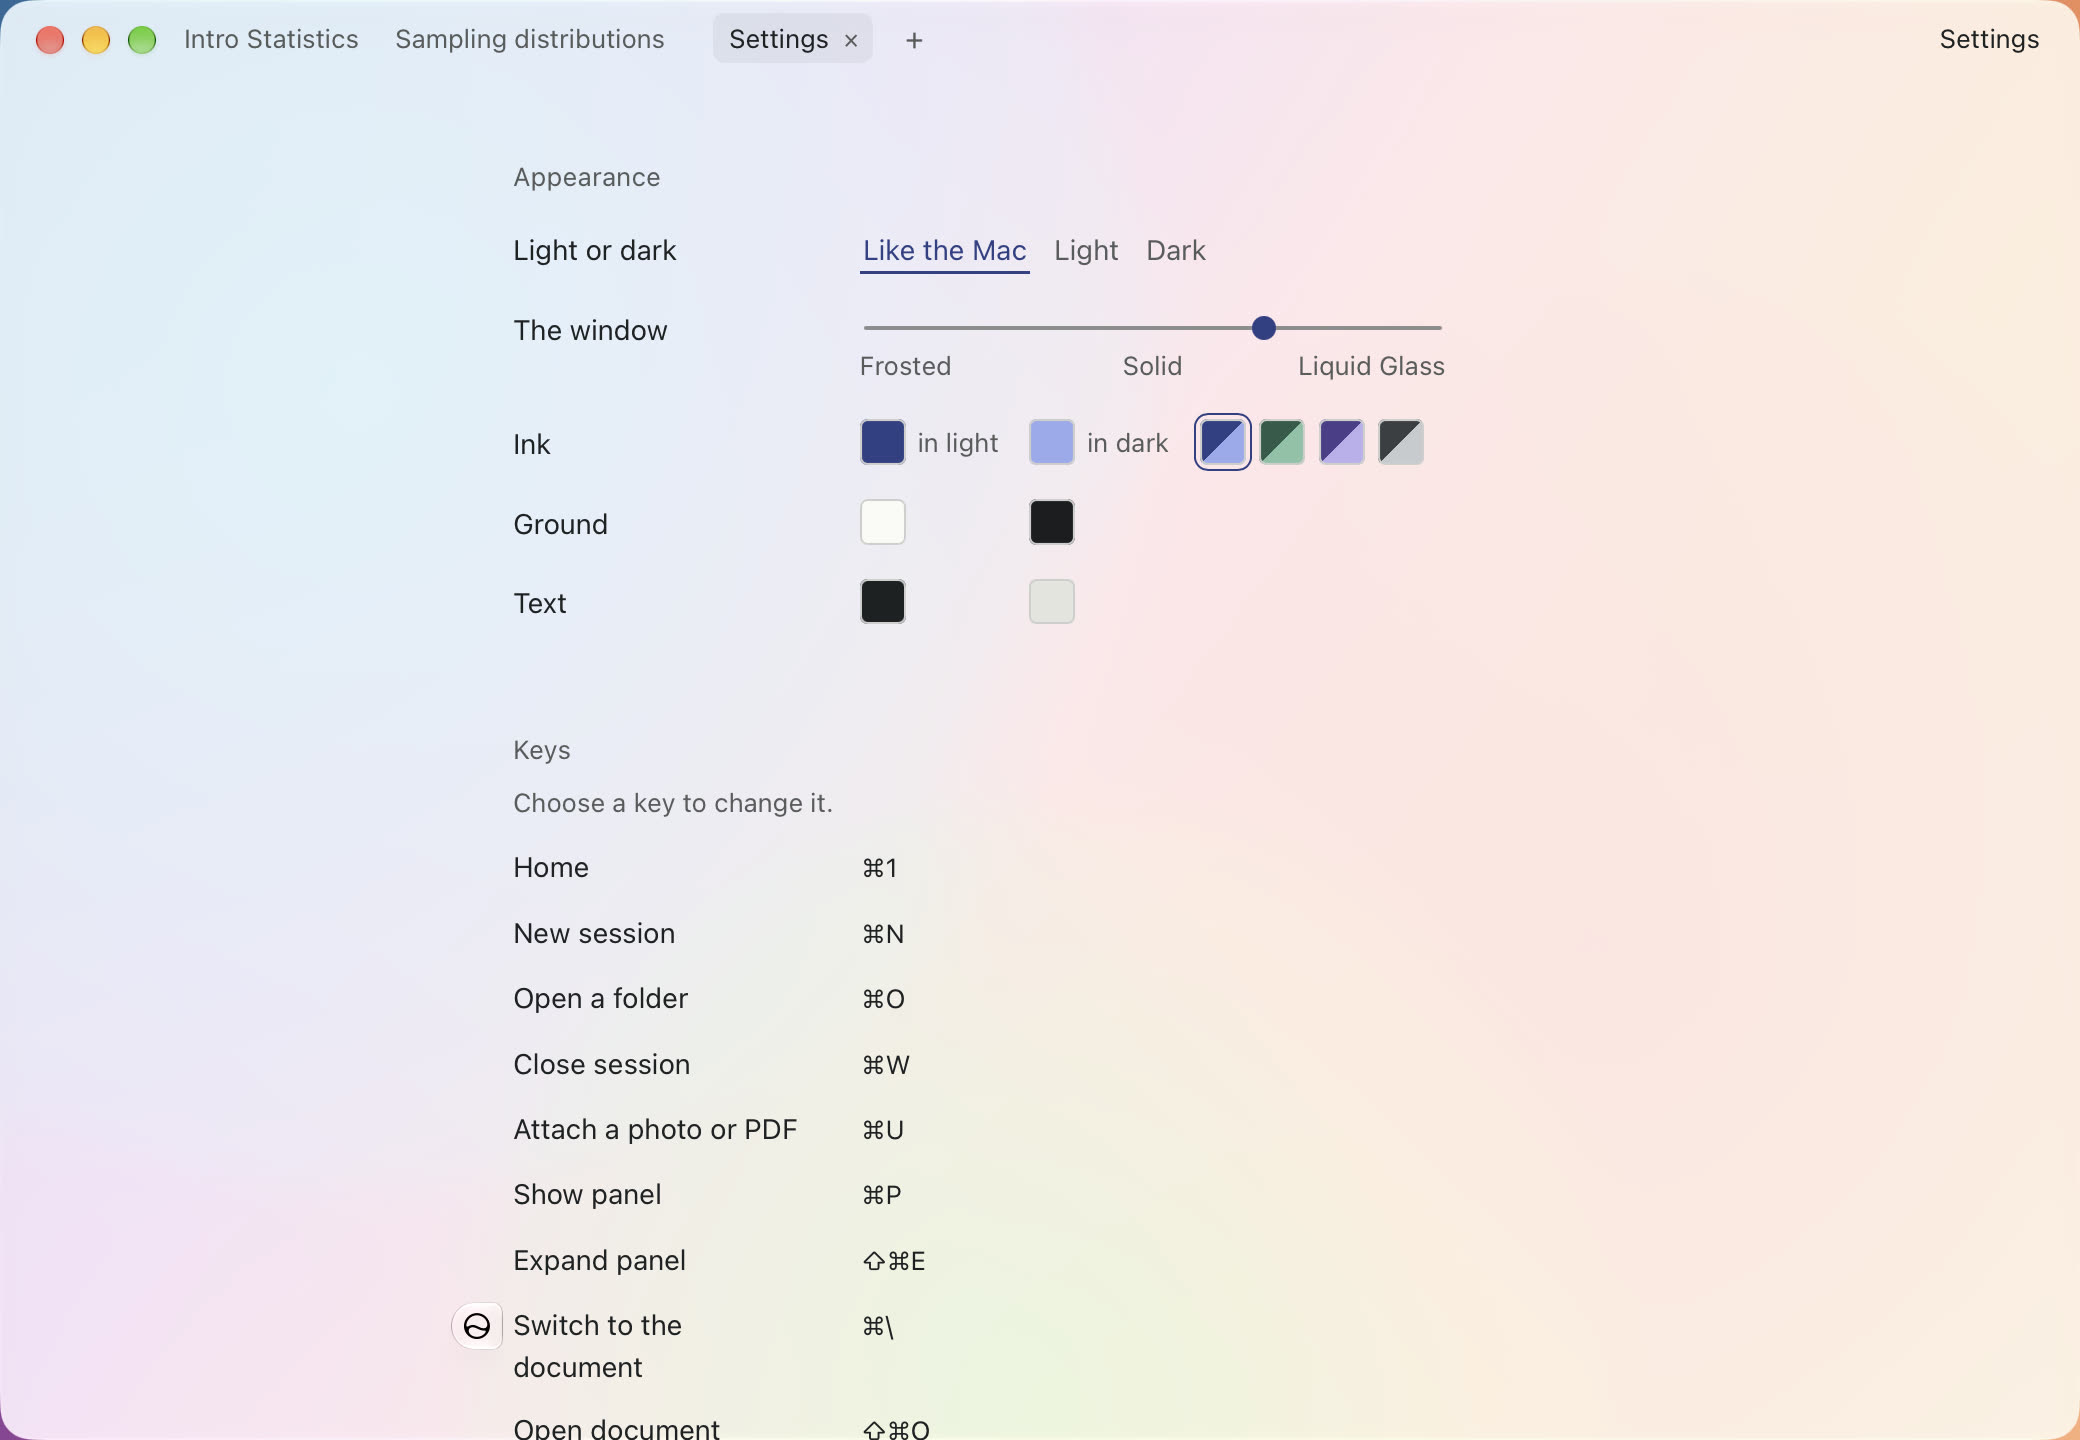 Intro Statistics
Sampling distributions
Settings ×
+
Settings
Appearance
Light or dark
Like the Mac Light Dark
The window
Frosted Solid Liquid Glass
Ink
in light in dark
Ground
Text
Keys
Choose a key to change it.
Home ⌘1
New session ⌘N
Open a folder ⌘O
Close session ⌘W
Attach a photo or PDF ⌘U
Show panel ⌘P
Expand panel ⇧⌘E
Switch to the ⌘\
document
Open document ⇧⌘O